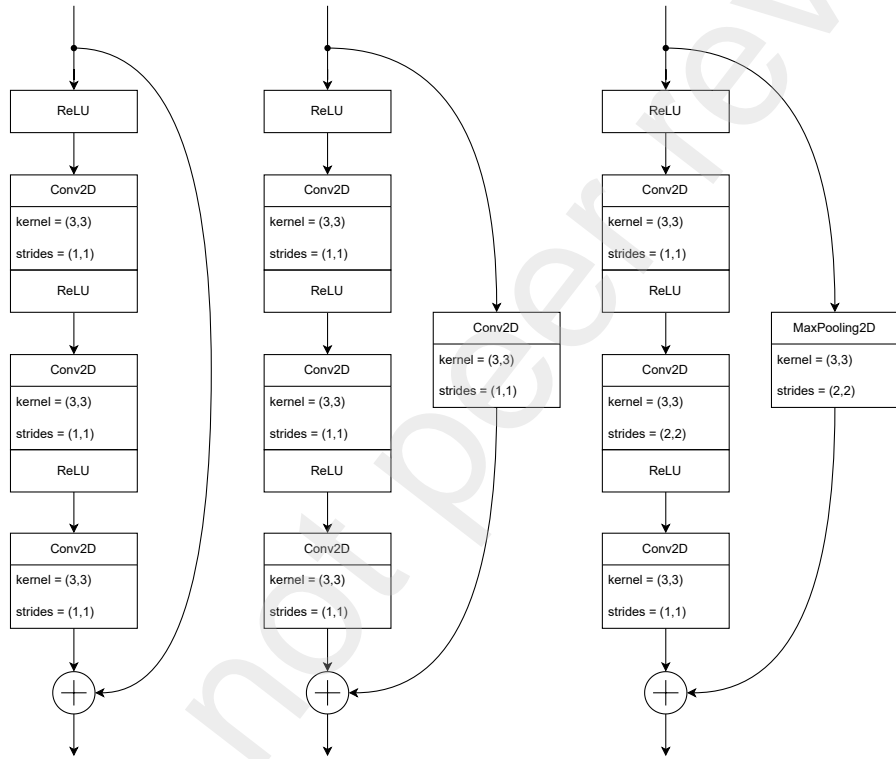 ReLU
Conv2D
kernel = (3,3)
strides = (1,1)
ReLU
Conv2D
kernel = (3,3)
strides = (1,1)
ReLU
Conv2D
kernel = (3,3)
strides = (1,1)
ReLU
Conv2D
kernel = (3,3)
strides = (1,1)
ReLU
Conv2D
kernel = (3,3)
strides = (1,1)
ReLU
Conv2D
kernel = (3,3)
strides = (1,1)
Conv2D
kernel = (3,3)
strides = (1,1)
ReLU
Conv2D
kernel = (3,3)
strides = (1,1)
ReLU
Conv2D
kernel = (3,3)
strides = (2,2)
ReLU
Conv2D
kernel = (3,3)
strides = (1,1)
MaxPooling2D
kernel = (3,3)
strides = (2,2)
not peer rev